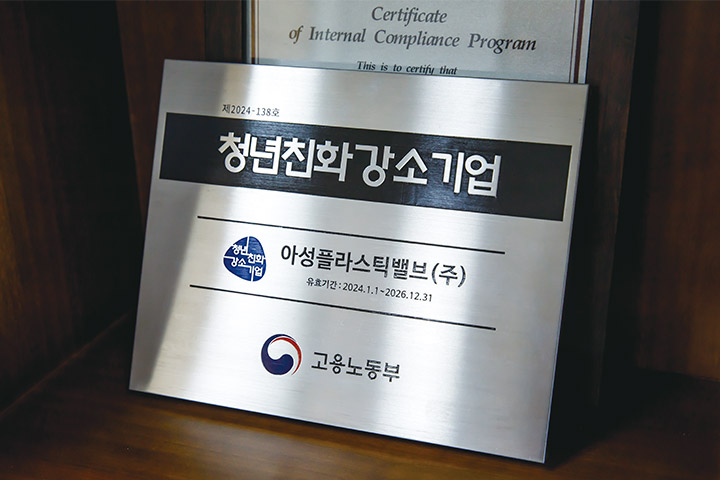 Certificate
of Internal Compliance Program
This is to certify that
제2024-138호
청년친화강소기업
청년친화
강소기업
아성플라스틱밸브(주)
유효기간 : 2024.1.1~2026.12.31
고용노동부